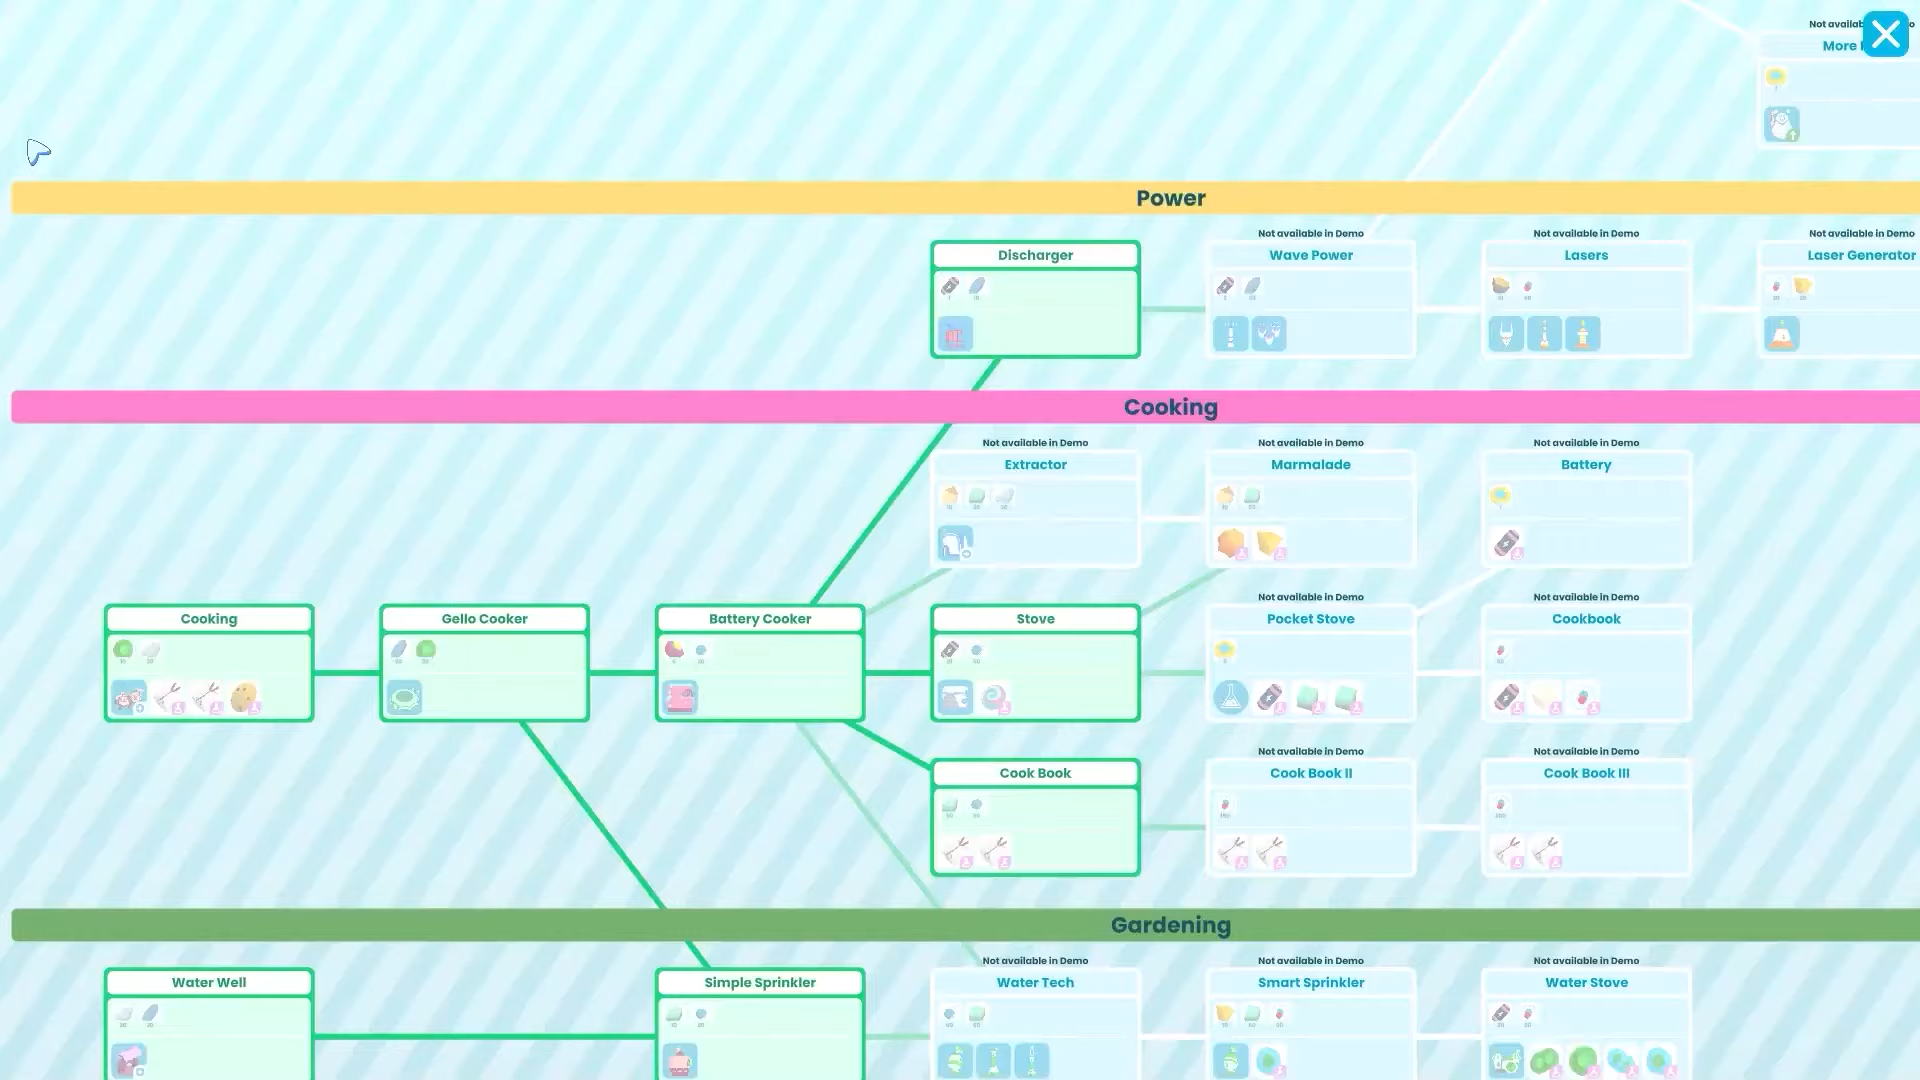 Not availab
More
Power
Not available in Demo
Not available in Demo
Not available in Demo
Discharger
Wave Power
Lasers
Laser Generator
Cooking
Not available in Demo
Not available in Demo
Not available in Demo
Extractor
Marmalade
Battery
Not available in Demo
Not available in Demo
Cooking
Gello Cooker
Battery Cooker
Stove
Pocket Stove
Cookbook
Not available in Demo
Not available in Demo
Cook Book
Cook Book II
Cook Book III
Gardening
Not available in Demo
Not available in Demo
Not available in Demo
Water Well
Simple Sprinkler
Water Tech
Smart Sprinkler
Water Stove